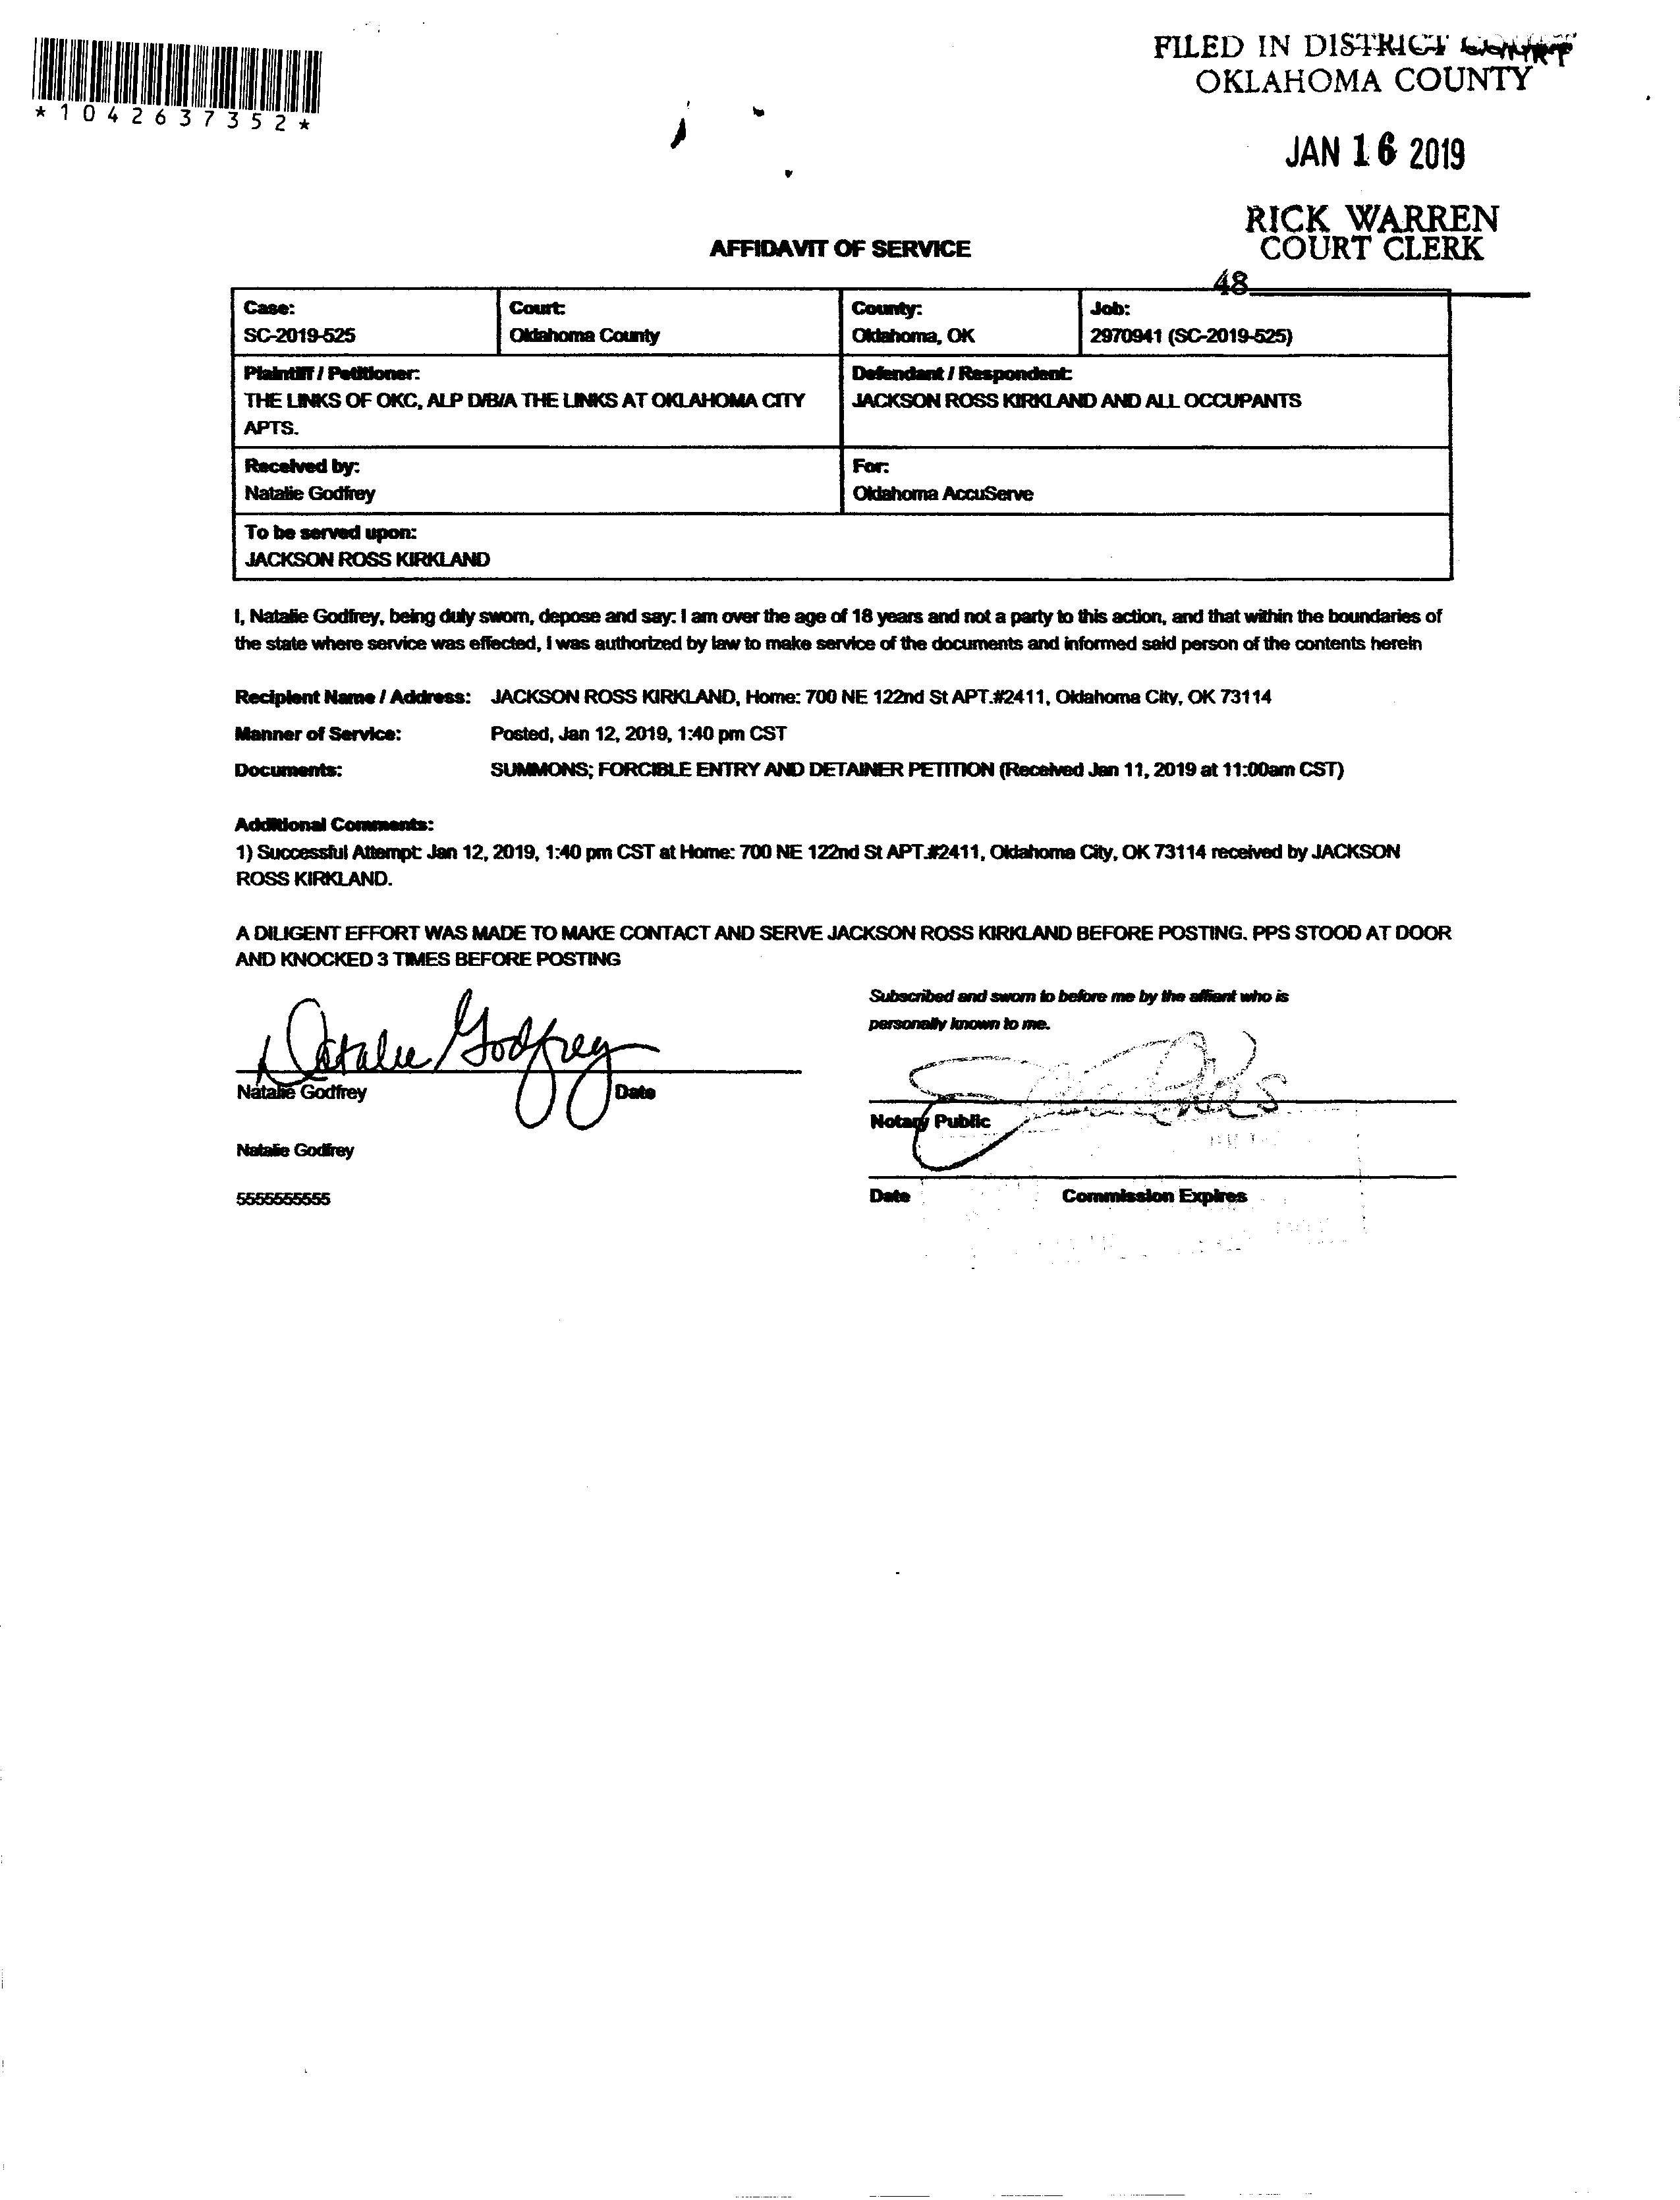 FILED IN DISTRICT COURT
OKLAHOMA COUNTY
*1042637352*
JAN 16 2019
RICK WARREN
COURT CLERK
48
AFFIDAVIT OF SERVICE
Case: Court: County: Job:
SC-2019-525 Oklahoma County Oklahoma, OK 2970941 (SC-2019-525)
Plaintiff / Petitioner: Defendant / Respondent:
THE LINKS OF OKC, ALP D/B/A THE LINKS AT OKLAHOMA CITY JACKSON ROSS KIRKLAND AND ALL OCCUPANTS
APTS.
Received by: For:
Natalie Godfrey Oklahoma AccuServe
To be served upon:
JACKSON ROSS KIRKLAND
I, Natalie Godfrey, being duly sworn, depose and say: I am over the age of 18 years and not a party to this action, and that within the boundaries of
the state where service was effected, I was authorized by law to make service of the documents and informed said person of the contents herein
Recipient Name / Address: JACKSON ROSS KIRKLAND, Home: 700 NE 122nd St APT.#2411, Oklahoma City, OK 73114
Manner of Service: Posted, Jan 12, 2019, 1:40 pm CST
Documents: SUMMONS; FORCIBLE ENTRY AND DETAINER PETITION (Received Jan 11, 2019 at 11:00am CST)
Additional Comments:
1) Successful Attempt: Jan 12, 2019, 1:40 pm CST at Home: 700 NE 122nd St APT.#2411, Oklahoma City, OK 73114 received by JACKSON
ROSS KIRKLAND.
A DILIGENT EFFORT WAS MADE TO MAKE CONTACT AND SERVE JACKSON ROSS KIRKLAND BEFORE POSTING. PPS STOOD AT DOOR
AND KNOCKED 3 TIMES BEFORE POSTING
Subscribed and sworn to before me by the affiant who is
personally known to me.
Natalie Godfrey
Natalie Godfrey Date
Notary Public
Natalie Godfrey
Date Commission Expires
5555555555